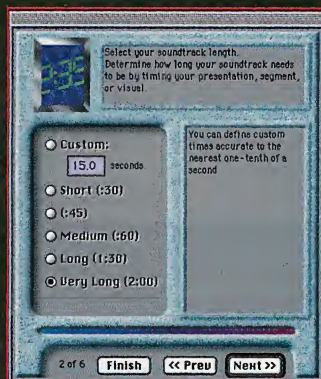 Select your soundtrack length.
Determine how long your soundtrack needs
to be by timing your presentation, segment,
or visual.
Custom:
15.0 seconds
Short (:30)
(:45)
Medium (:60)
Long (1:30)
Very Long (2:00)
You can define custom
times accurate to the
nearest one-tenth of a
second
2 of 6 Finish << Prev Next >>